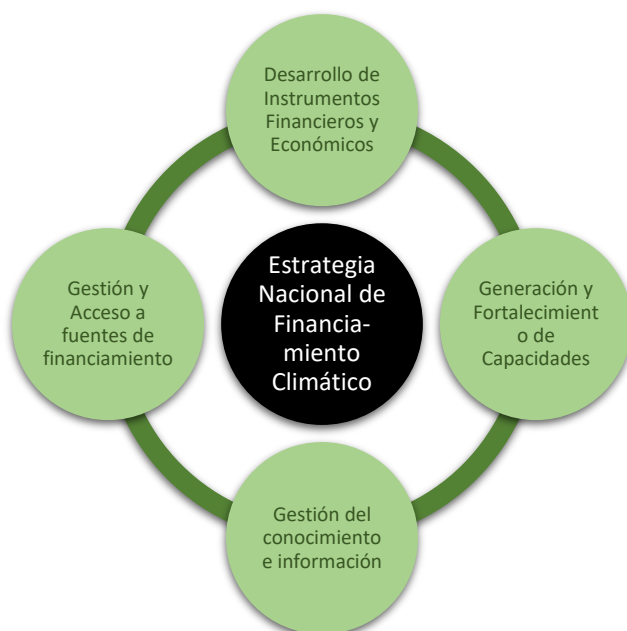 Desarrollo de
Instrumentos
Financieros y
Económicos
Estrategia
Nacional de
Financia-
miento
Climático
Gestión y
Acceso a
fuentes de
financiamiento
Generación y
Fortalecimient
o de
Capacidades
Gestión del
conocimiento
e información